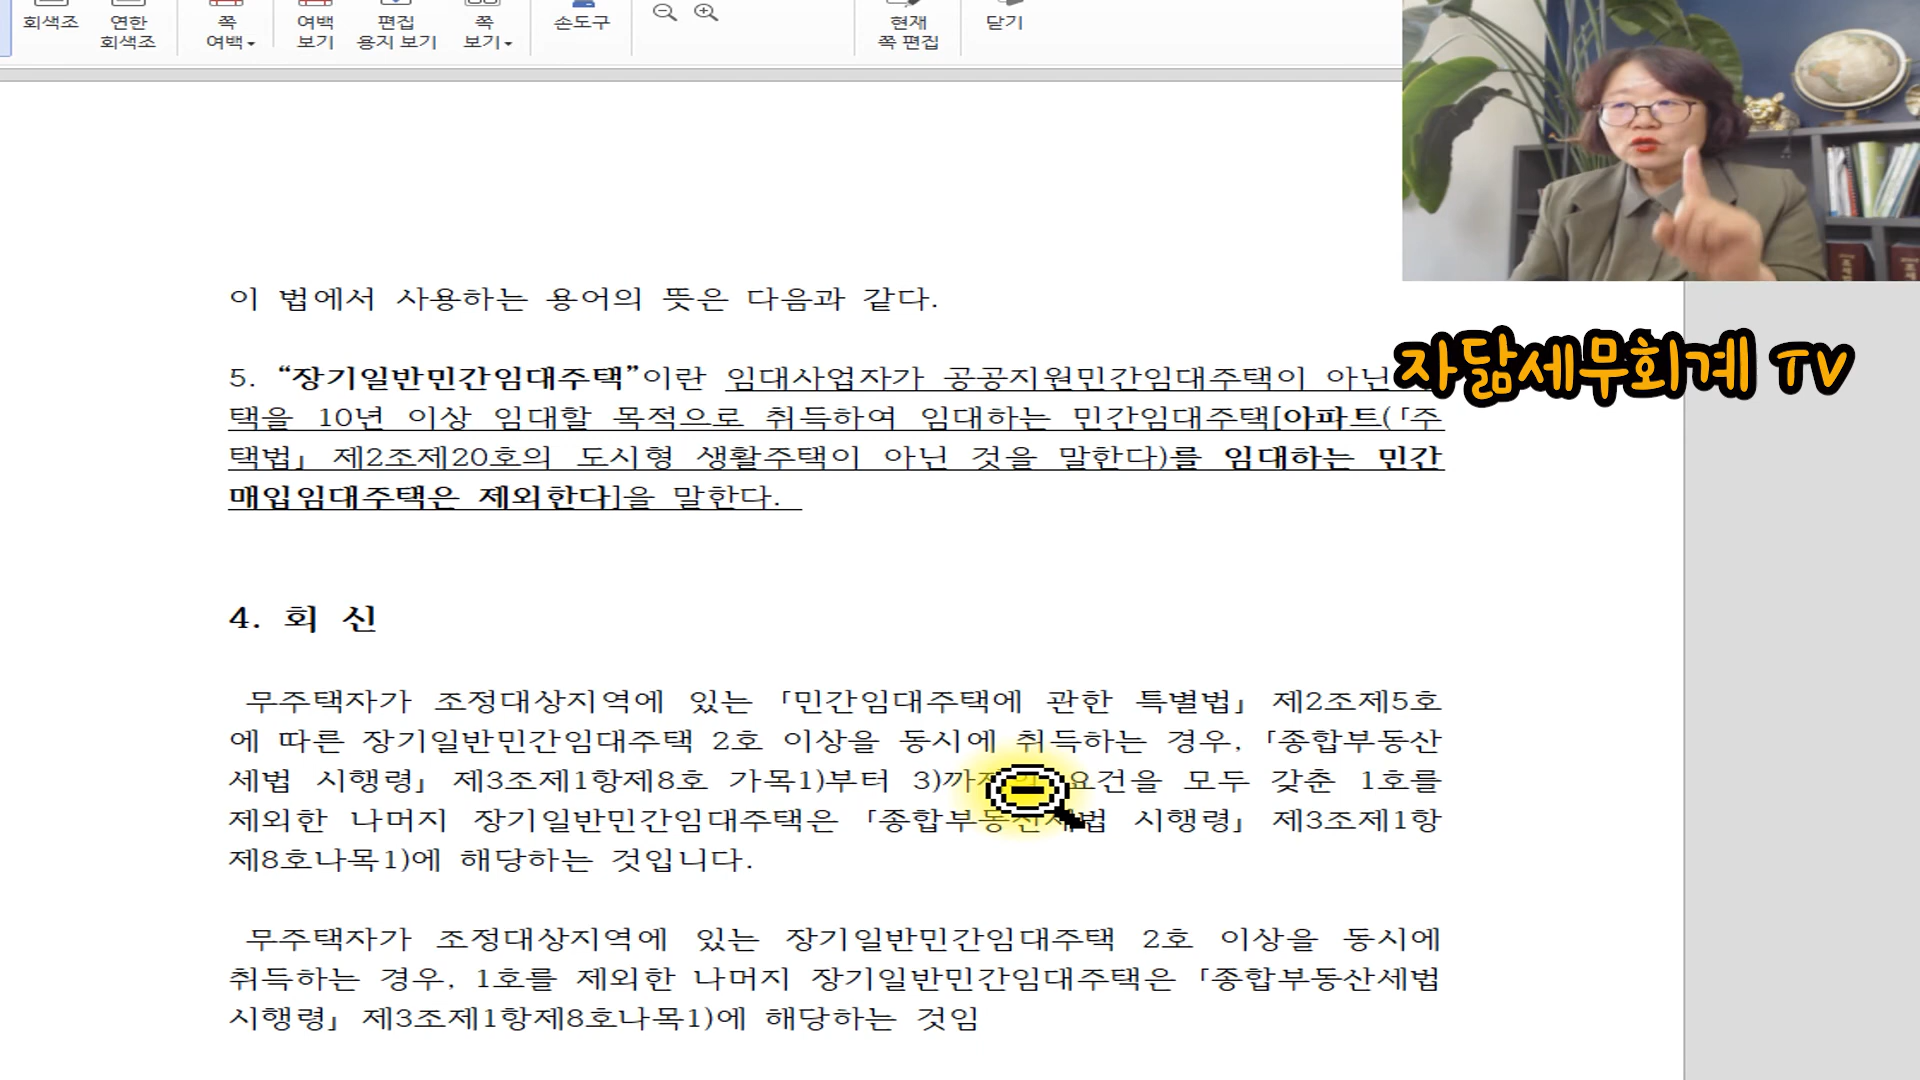 회색조
연한
회색조
쪽
여백
여백
보기
편집
용지 보기
쪽
보기
손도구
현재
쪽 편집
닫기
이 법에서 사용하는 용어의 뜻은 다음과 같다.
자닮세무회계 TV
5. “장기일반민간임대주택”이란 임대사업자가 공공지원민간임대주택이 아닌
택을 10년 이상 임대할 목적으로 취득하여 임대하는 민간임대주택[아파트(「주
택법」 제2조제20호의 도시형 생활주택이 아닌 것을 말한다)를 임대하는 민간
매입임대주택은 제외한다]을 말한다.
4. 회 신
무주택자가 조정대상지역에 있는 「민간임대주택에 관한 특별법」 제2조제5호
에 따른 장기일반민간임대주택 2호 이상을 동시에 취득하는 경우, 「종합부동산
세법 시행령」 제3조제1항제8호 가목1)부터 3)까지의 요건을 모두 갖춘 1호를
제외한 나머지 장기일반민간임대주택은 「종합부동산세법 시행령」 제3조제1항
제8호나목1)에 해당하는 것입니다.
무주택자가 조정대상지역에 있는 장기일반민간임대주택 2호 이상을 동시에
취득하는 경우, 1호를 제외한 나머지 장기일반민간임대주택은 「종합부동산세법
시행령」 제3조제1항제8호나목1)에 해당하는 것임